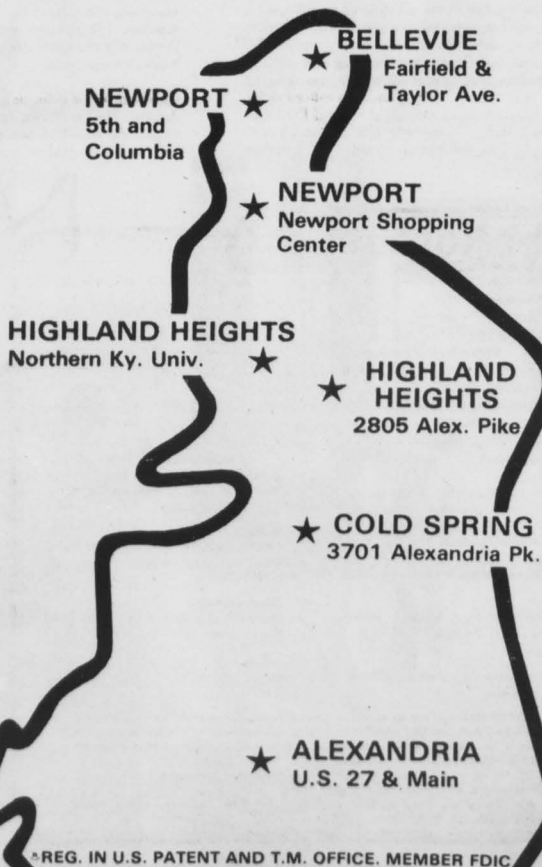 BELLEVUE
Fairfield &
Taylor Ave.
NEWPORT
5th and
Columbia
NEWPORT
Newport Shopping
Center
HIGHLAND HEIGHTS
Northern Ky. Univ.
HIGHLAND
HEIGHTS
2805 Alex. Pike
COLD SPRING
3701 Alexandria Pk.
ALEXANDRIA
U.S. 27 & Main
REG. IN U.S. PATENT AND T.M. OFFICE. MEMBER FDIC